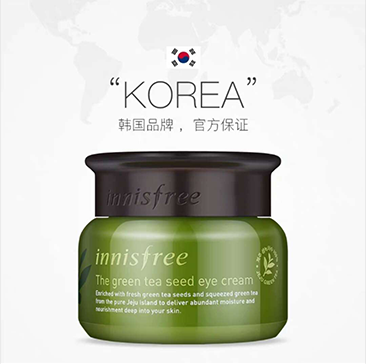 “KOREA”
韩国品牌，官方保证
innisfree
innisfree
The green tea seed eye cream
Enriched with fresh green tea seeds and squeezed green tea
from the pure Jeju island to deliver abundant moisture and
nourishment deep into your skin.